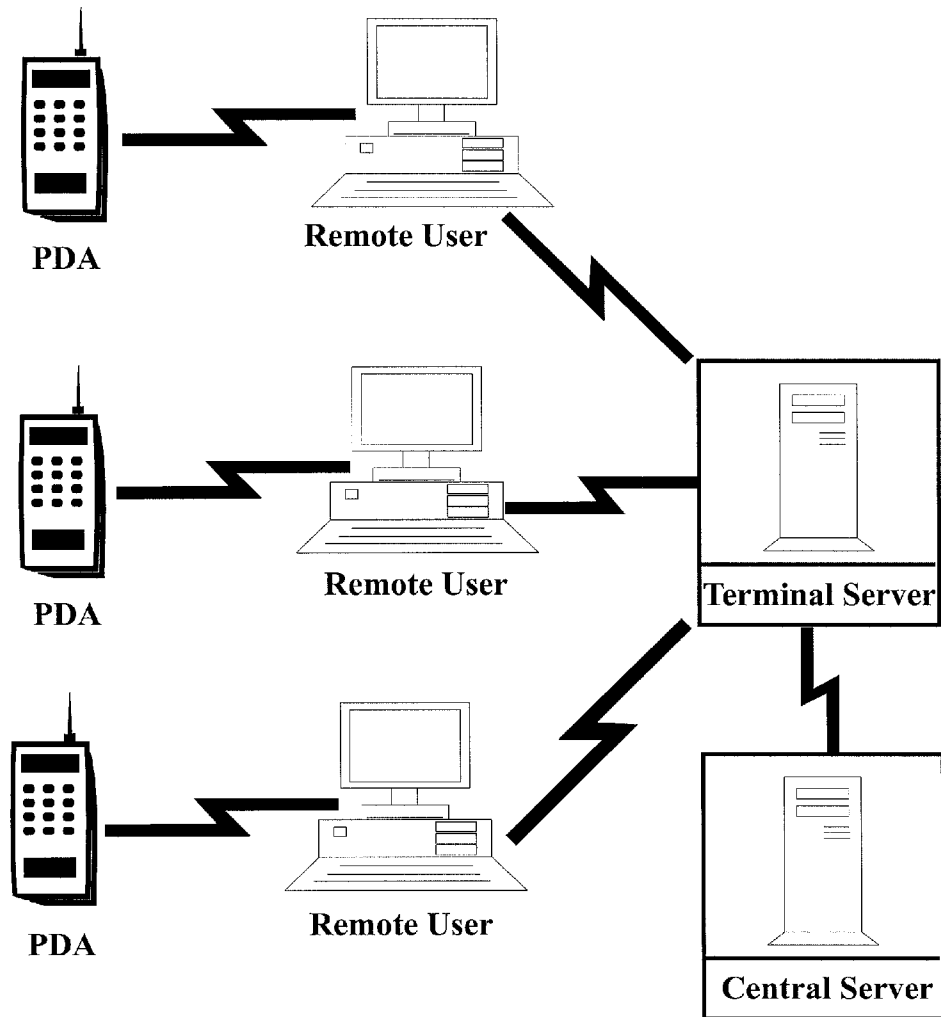 Remote User
PDA
Remote User
PDA
Terminal Server
Remote User
PDA
Central Server